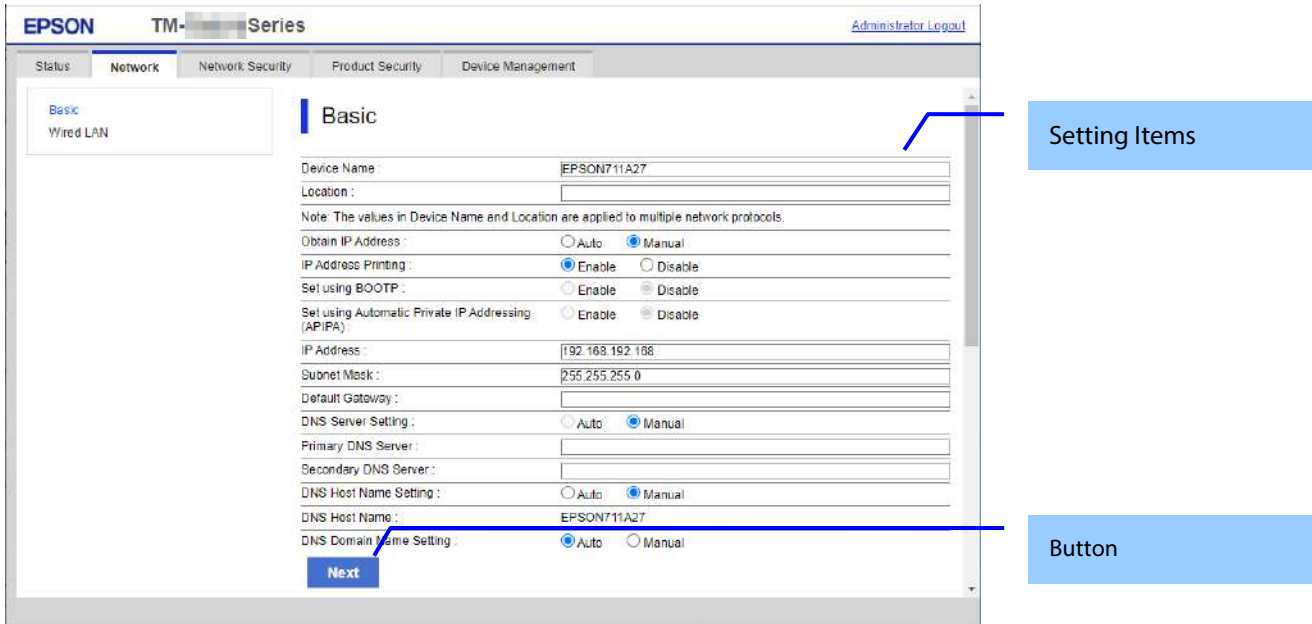 EPSON TM- Series Administrator Logout
Status Network Network Security Product Security Device Management
Basic
Wired LAN
Basic
Setting Items
Device Name : EPSON711A27
Location :
Note: The values in Device Name and Location are applied to multiple network protocols.
Obtain IP Address : Auto Manual
IP Address Printing : Enable Disable
Set using BOOTP : Enable Disable
Set using Automatic Private IP Addressing
(APIPA) : Enable Disable
IP Address : 192.168.192.168
Subnet Mask : 255.255.255.0
Default Gateway :
DNS Server Setting : Auto Manual
Primary DNS Server :
Secondary DNS Server :
DNS Host Name Setting : Auto Manual
DNS Host Name : EPSON711A27
DNS Domain Name Setting : Auto Manual
Button
Next